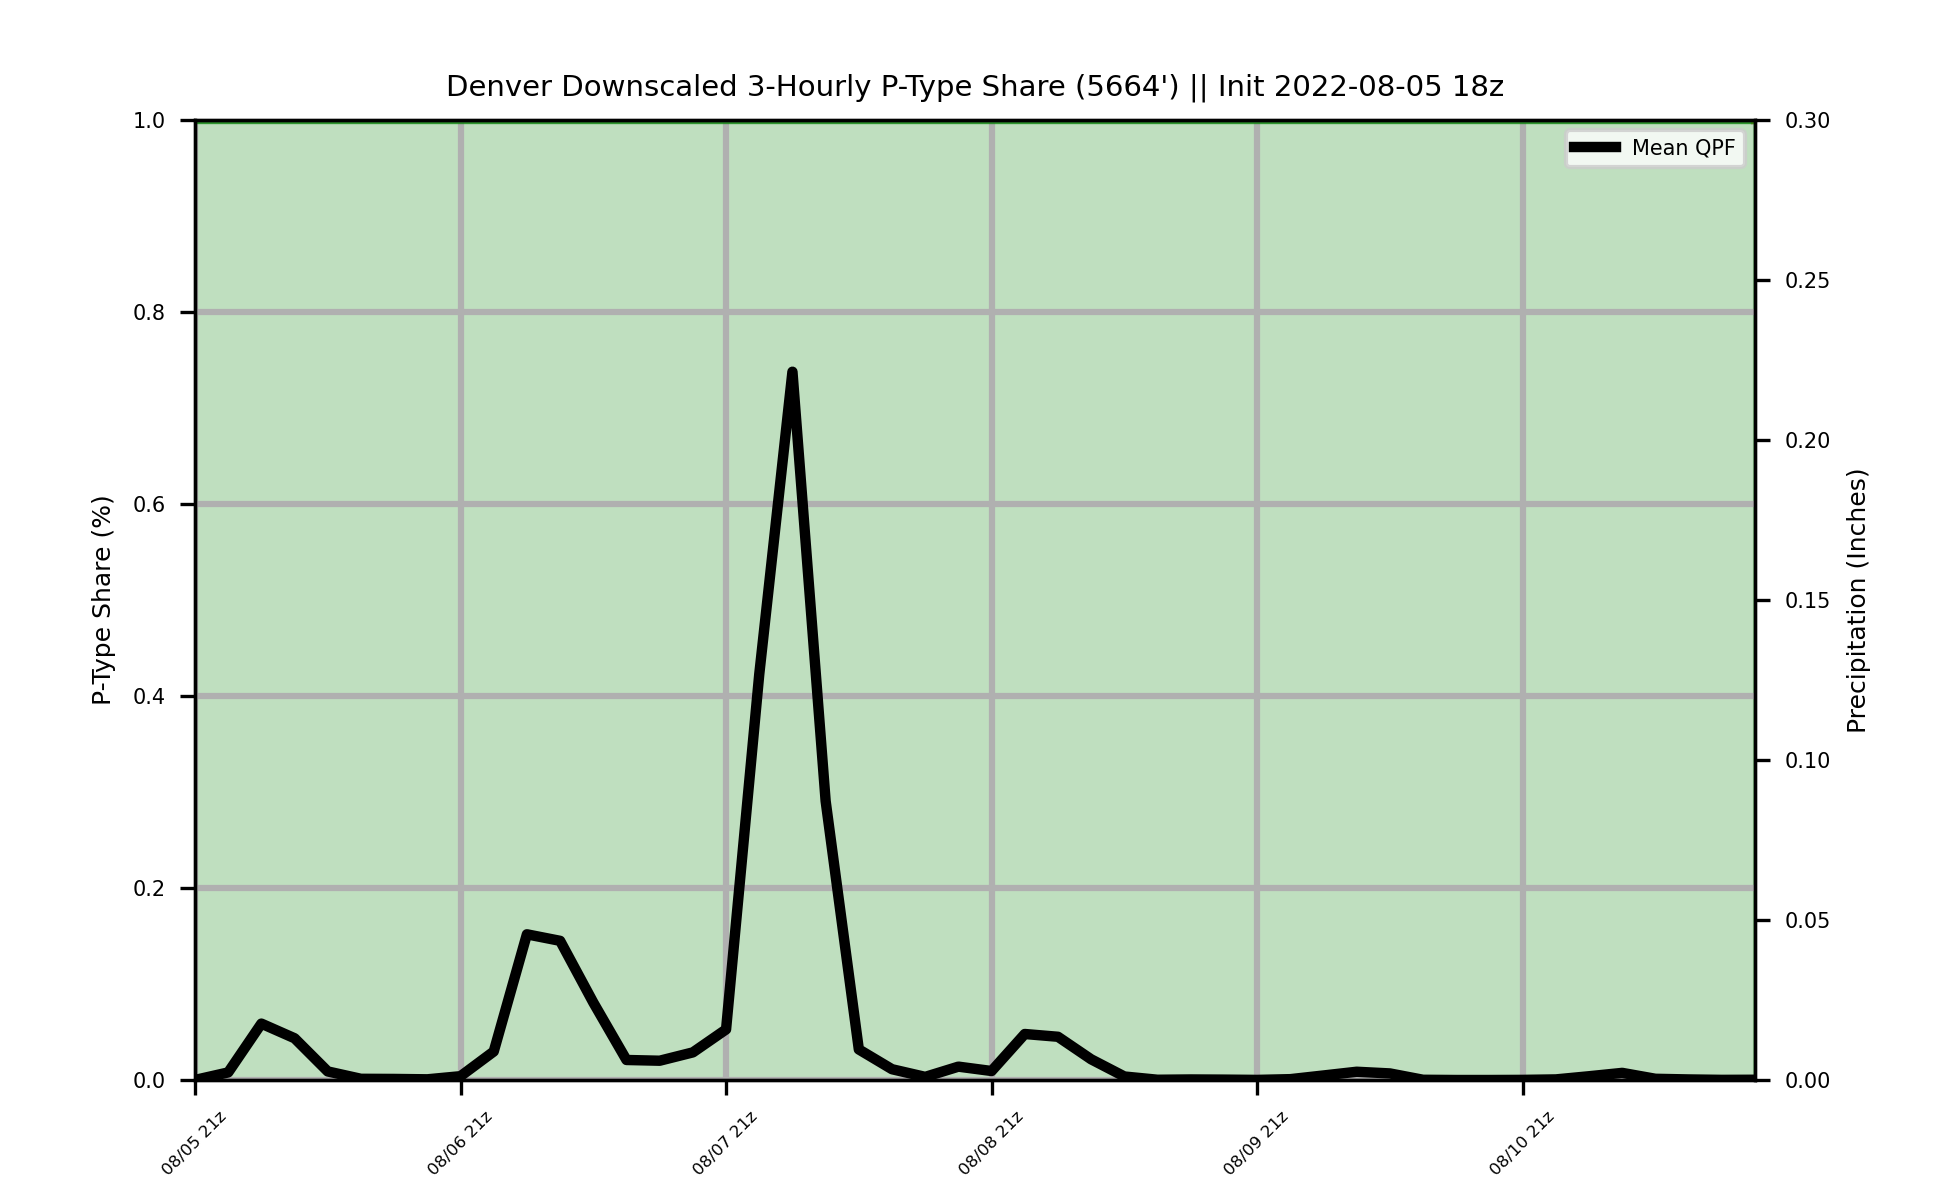 Denver Downscaled 3-Hourly P-Type Share (5664') || Init 2022-08-05 18z
Mean QPF
P-Type Share (%)
1.0
0.8
0.6
0.4
0.2
0.0
0.30
0.25
0.20
0.15
0.10
0.05
0.00
Precipitation (Inches)
08/05 21z
08/06 21z
08/07 21z
08/08 21z
08/09 21z
08/10 21z